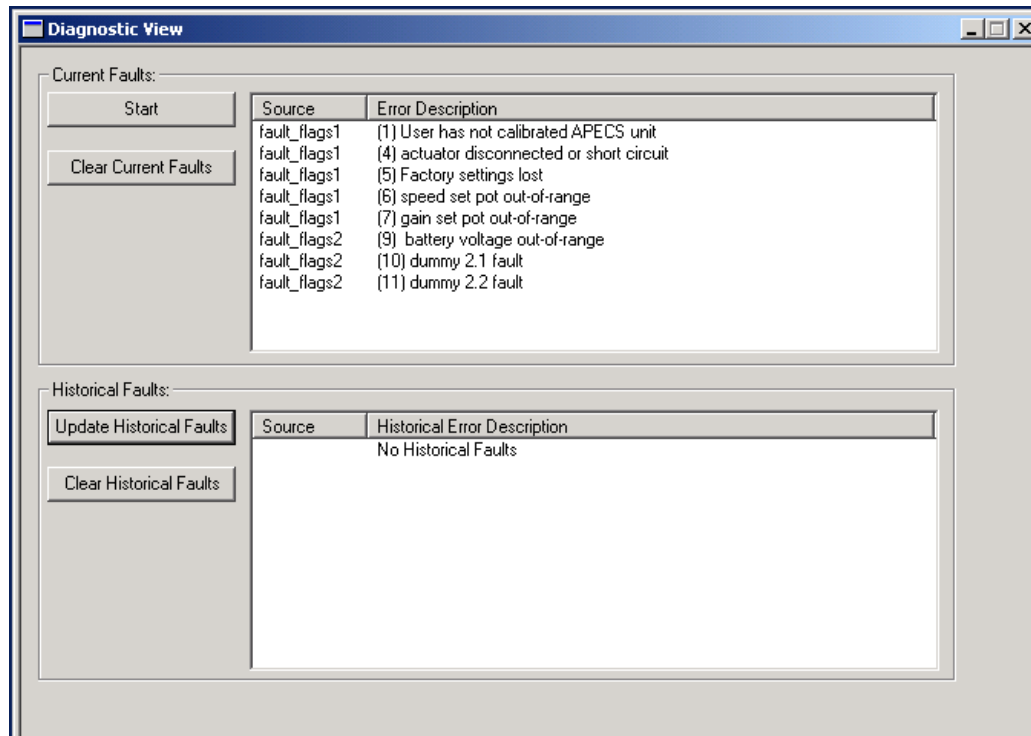 Diagnostic View
Current Faults:
Start
Clear Current Faults
Source Error Description
fault_flags1 (1) User has not calibrated APECS unit
fault_flags1 (4) actuator disconnected or short circuit
fault_flags1 (5) Factory settings lost
fault_flags1 (6) speed set pot out-of-range
fault_flags1 (7) gain set pot out-of-range
fault_flags2 (9)  battery voltage out-of-range
fault_flags2 (10) dummy 2.1 fault
fault_flags2 (11) dummy 2.2 fault
Historical Faults:
Update Historical Faults
Clear Historical Faults
Source Historical Error Description
No Historical Faults